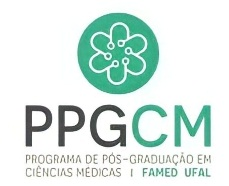 PPGCM
PROGRAMA DE PÓS-GRADUAÇÃO EM
CIÊNCIAS MÉDICAS | FAMED UFAL